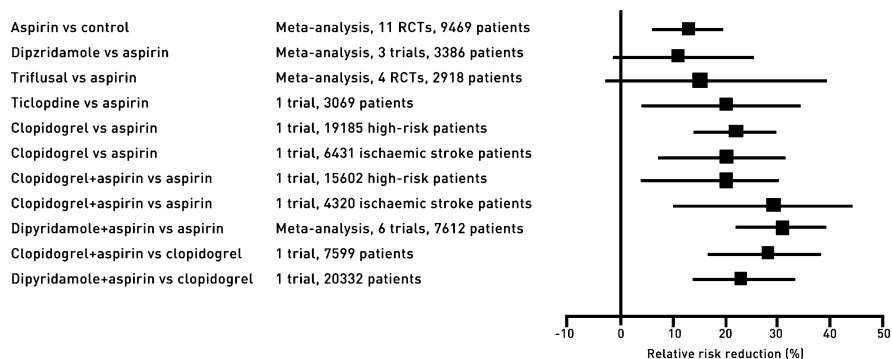 Aspirin vs control Meta-analysis, 11 RCTs, 9469 patients
Dipzridamole vs aspirin Meta-analysis, 3 trials, 3386 patients
Triflusal vs aspirin Meta-analysis, 4 RCTs, 2918 patients
Ticlopdine vs aspirin 1 trial, 3069 patients
Clopidogrel vs aspirin 1 trial, 19185 high-risk patients
Clopidogrel vs aspirin 1 trial, 6431 ischaemic stroke patients
Clopidogrel+aspirin vs aspirin 1 trial, 15602 high-risk patients
Clopidogrel+aspirin vs aspirin 1 trial, 4320 ischaemic stroke patients
Dipyridamole+aspirin vs aspirin Meta-analysis, 6 trials, 7612 patients
Clopidogrel+aspirin vs clopidogrel 1 trial, 7599 patients
Dipyridamole+aspirin vs clopidogrel 1 trial, 20332 patients
-10 0 10 20 30 40 50
Relative risk reduction (%)